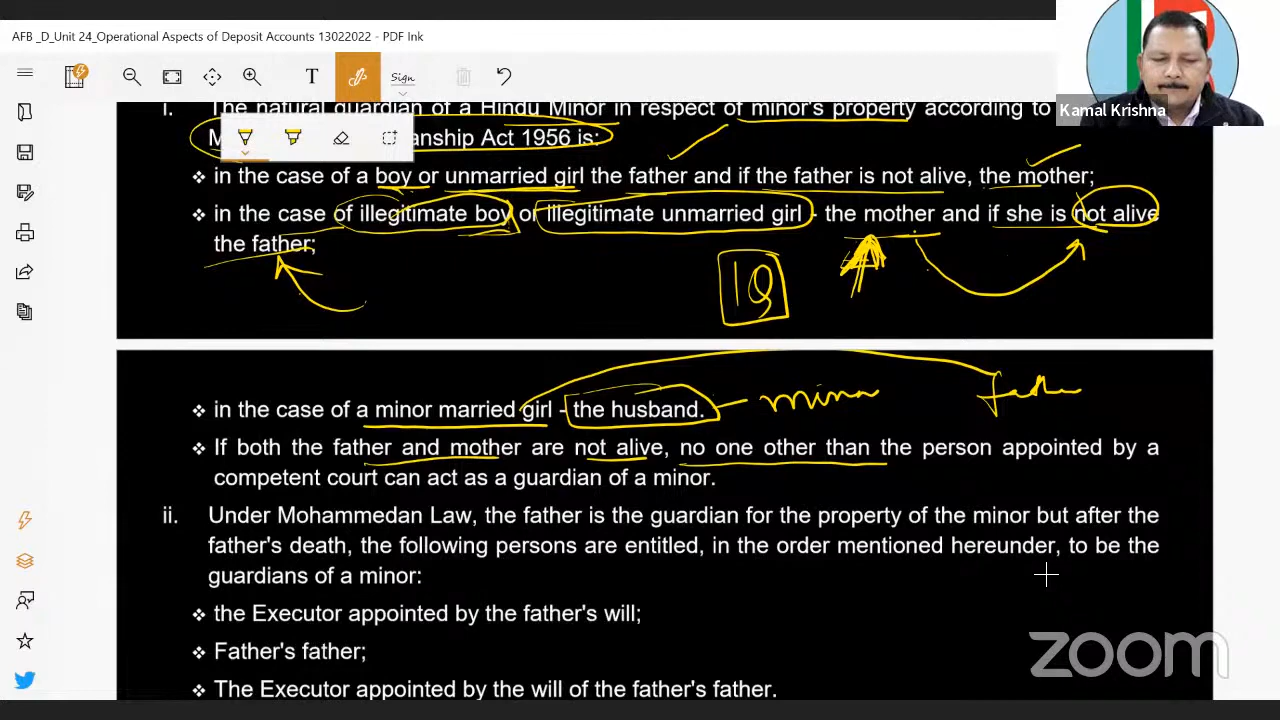 AFB _D_Unit 24_Operational Aspects of Deposit Accounts 13022022 - PDF Ink
T
Sign
Kamal Krishna
i. The natural guardian of a Hindu Minor in respect of minor's property according to
M anship Act 1956 is:
❖ in the case of a boy or unmarried girl the father and if the father is not alive, the mother;
❖ in the case of illegitimate boy or illegitimate unmarried girl - the mother and if she is not alive
the father;
❖ in the case of a minor married girl - the husband. - mino father
❖ If both the father and mother are not alive, no one other than the person appointed by a
competent court can act as a guardian of a minor.
ii. Under Mohammedan Law, the father is the guardian for the property of the minor but after the
father's death, the following persons are entitled, in the order mentioned hereunder, to be the
guardians of a minor:
❖ the Executor appointed by the father's will;
❖ Father's father;
❖ The Executor appointed by the will of the father's father.
zoom